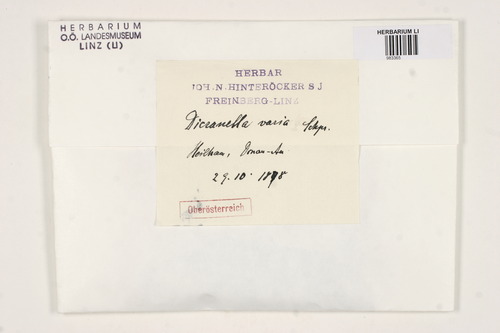 HERBARIUM
O.Ö. LANDESMUSEUM
LINZ (LI)
HERBARIUM LI
HERBAR
JOH. N. HINTERÖCKER S J
FREINBERG-LINZ
Dicranella varia Schpr.
Donau-Au
29. 10. 1898
Oberösterreich